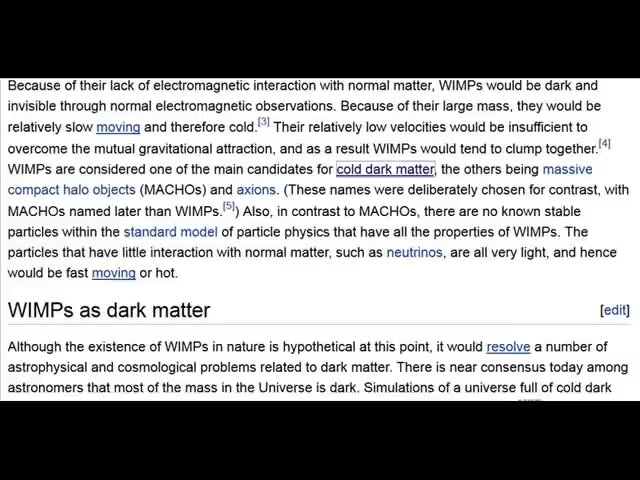 Because of their lack of electromagnetic interaction with normal matter, WIMPs would be dark and
invisible through normal electromagnetic observations. Because of their large mass, they would be
relatively slow moving and therefore cold.[3] Their relatively low velocities would be insufficient to
overcome the mutual gravitational attraction, and as a result WIMPs would tend to clump together.[4]
WIMPs are considered one of the main candidates for cold dark matter, the others being massive
compact halo objects (MACHOs) and axions. (These names were deliberately chosen for contrast, with
MACHOs named later than WIMPs.[5]) Also, in contrast to MACHOs, there are no known stable
particles within the standard model of particle physics that have all the properties of WIMPs. The
particles that have little interaction with normal matter, such as neutrinos, are all very light, and hence
would be fast moving or hot.
WIMPs as dark matter [edit]
Although the existence of WIMPs in nature is hypothetical at this point, it would resolve a number of
astrophysical and cosmological problems related to dark matter. There is near consensus today among
astronomers that most of the mass in the Universe is dark. Simulations of a universe full of cold dark